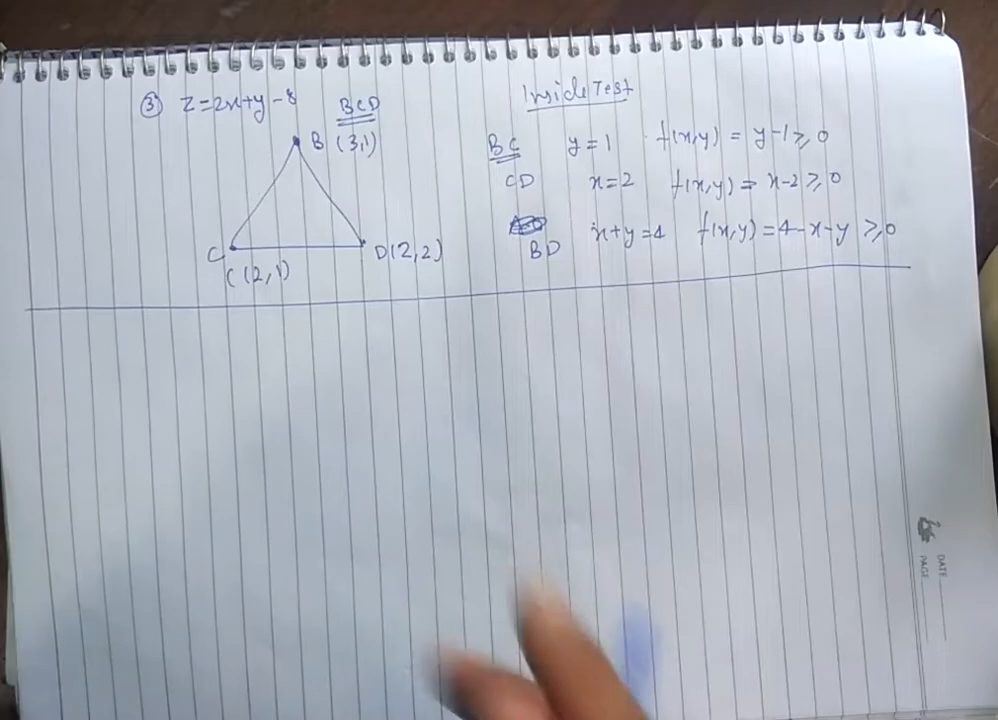 ③ Z=2x+y-8 BCD
B (3,1)
C
C (2,1)
D(2,2)
Inside Test
BC y=1 f(x,y) = y-1≥0
CD x=2 f(x,y) = x-2≥0
BD x+y=4 f(x,y)=4-x-y≥0
DATE
PAGE